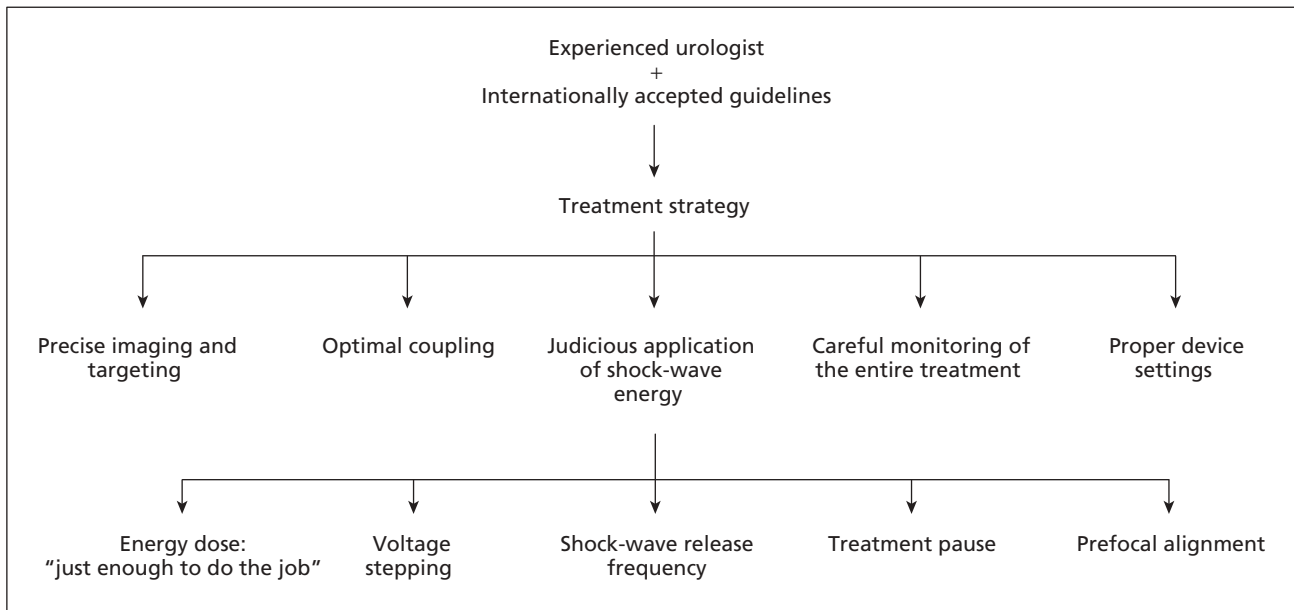 Experienced urologist
+
Internationally accepted guidelines
Treatment strategy
Precise imaging and
targeting
Optimal coupling
Judicious application
of shock-wave
energy
Careful monitoring of
the entire treatment
Proper device
settings
Energy dose:
“just enough to do the job”
Voltage
stepping
Shock-wave release
frequency
Treatment pause
Prefocal alignment